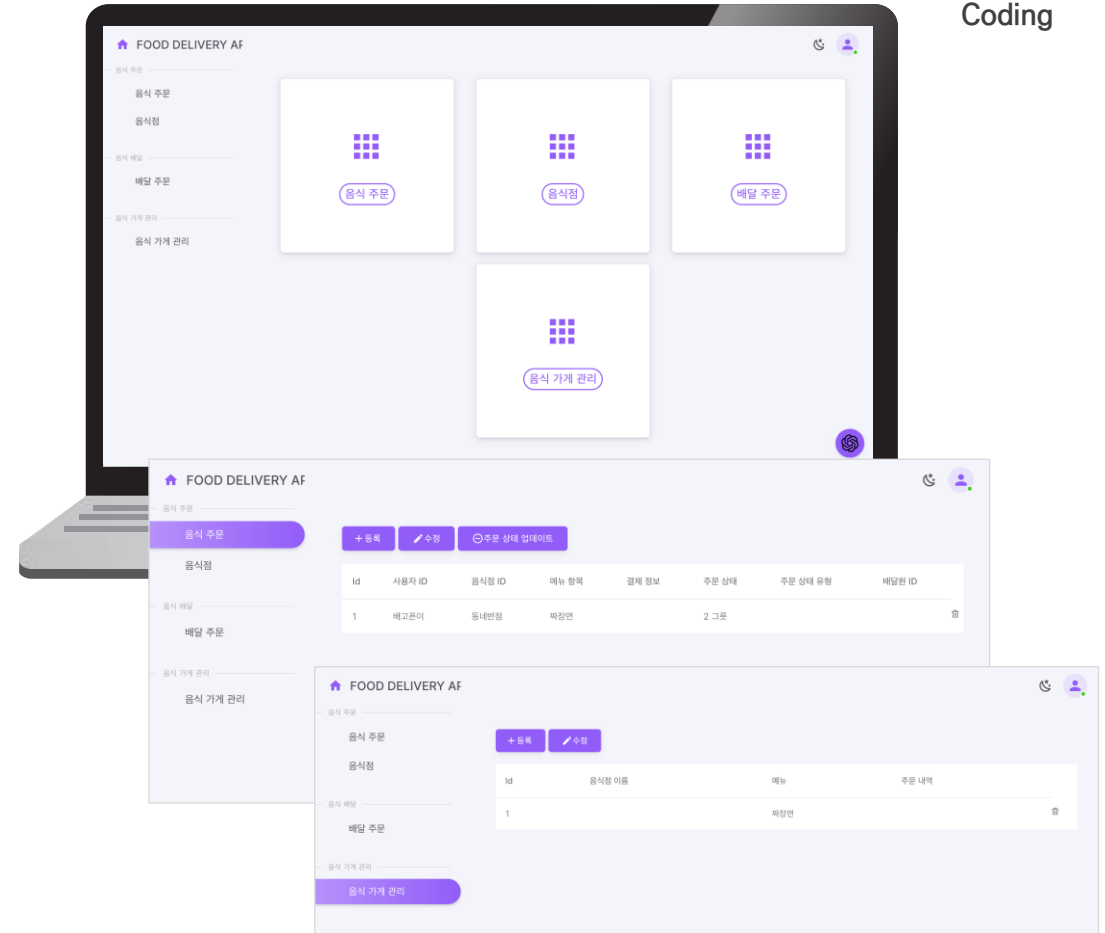 Coding
FOOD DELIVERY AF
음식 주문
음식 주문
음식점
음식 배달
배달 주문
음식 가게 관리
음식 가게 관리
음식 주문
음식점
배달 주문
음식 가게 관리
FOOD DELIVERY AF
음식 주문
음식 주문
음식점
음식 배달
배달 주문
음식 가게 관리
음식 가게 관리
+ 등록 수정 주문 상태 업데이트
Id 사용자 ID 음식점 ID 메뉴 항목 결제 정보 주문 상태 주문 상태 유형 배달원 ID
1 배고픈이 동네반점 짜장면 2 그릇
FOOD DELIVERY AF
음식 주문
음식 주문
음식점
음식 배달
배달 주문
음식 가게 관리
음식 가게 관리
+ 등록 수정
Id 음식점 이름 메뉴 주문 내역
1 짜장면